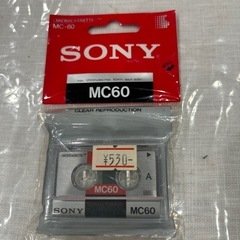 MICROCASSETTE
MC-60
SONY
MC60
CLEAR REPRODUCTION
¥530-
MC60
A
SONY
MC60